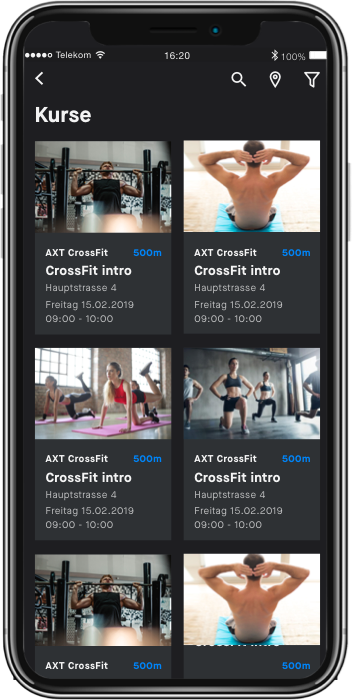 Telekom
16:20
100%
Kurse
AXT CrossFit 500m
CrossFit intro
Hauptstrasse 4
Freitag 15.02.2019
09:00 - 10:00
AXT CrossFit 500m
CrossFit intro
Hauptstrasse 4
Freitag 15.02.2019
09:00 - 10:00
AXT CrossFit 500m
CrossFit intro
Hauptstrasse 4
Freitag 15.02.2019
09:00 - 10:00
AXT CrossFit 500m
CrossFit intro
Hauptstrasse 4
Freitag 15.02.2019
09:00 - 10:00
AXT CrossFit 500m
500m